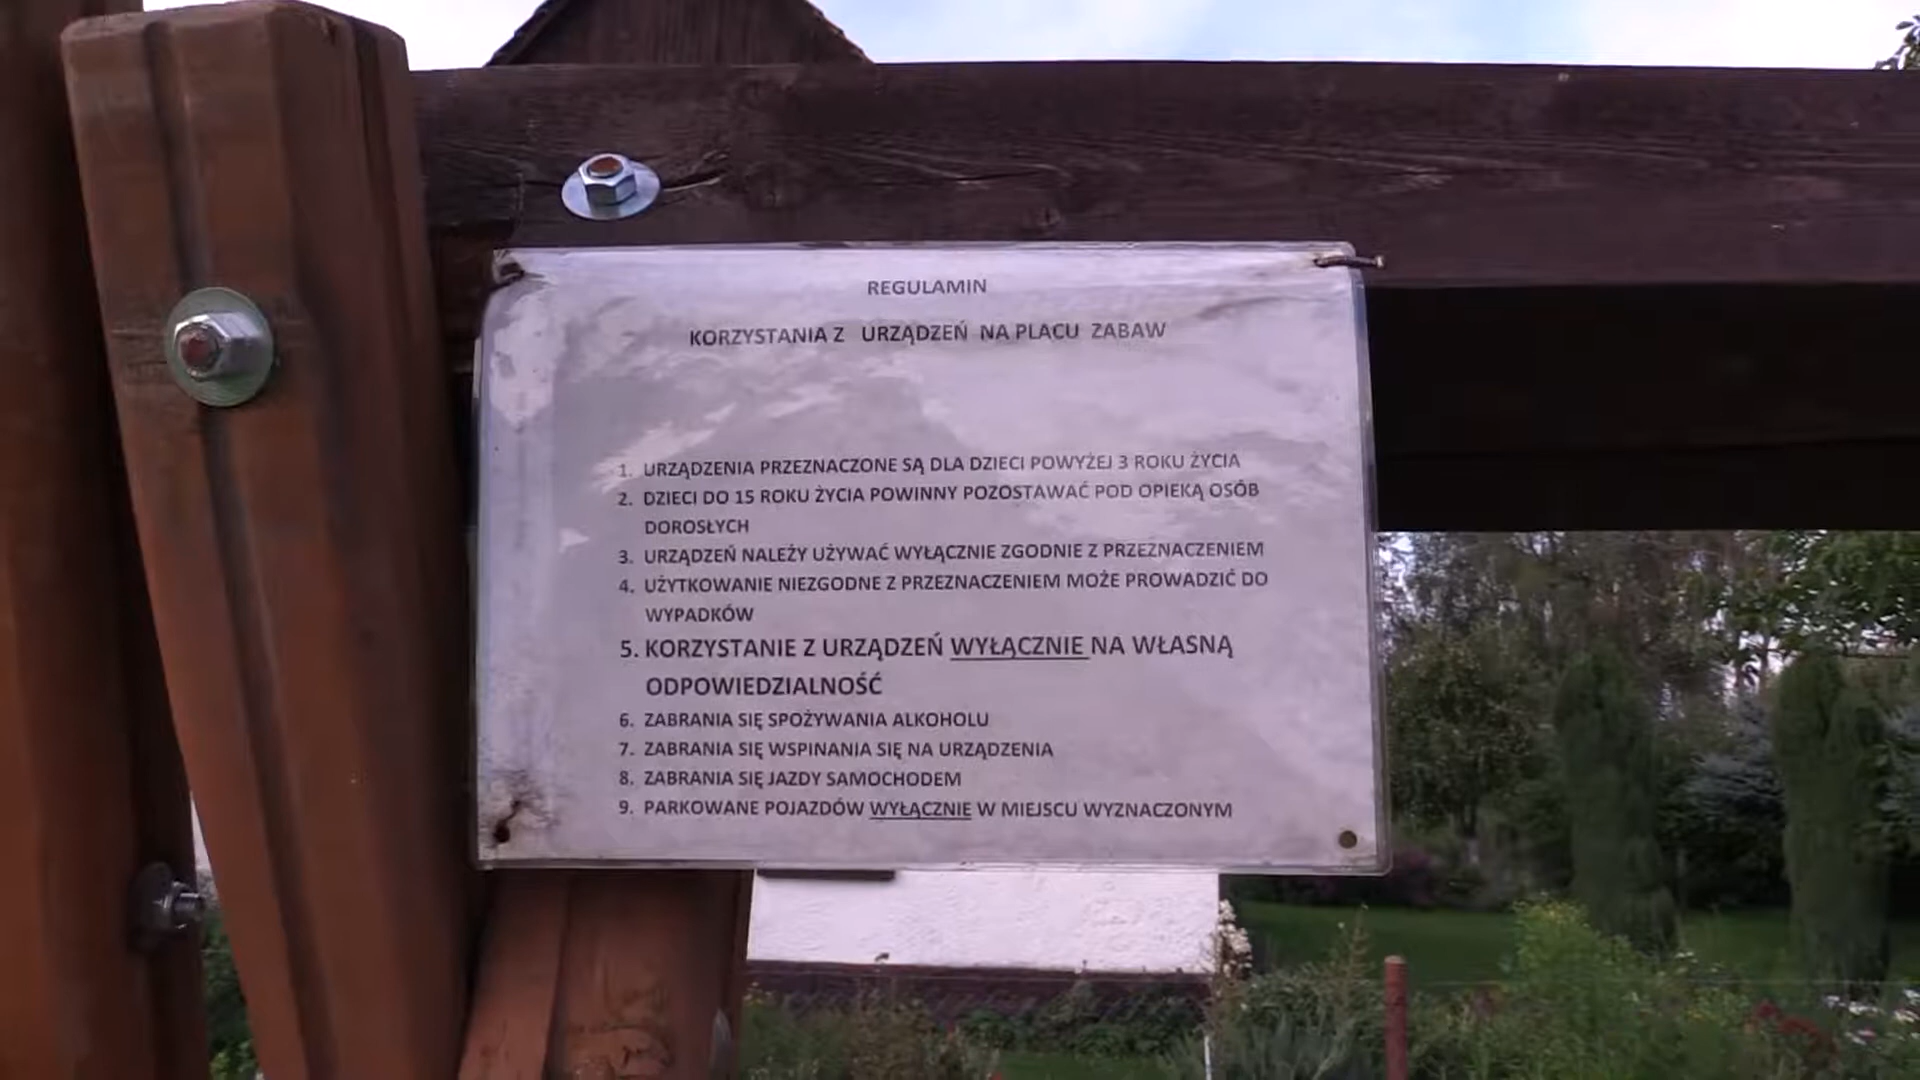 REGULAMIN
KORZYSTANIA Z URZĄDZEŃ NA PLACU ZABAW
1. URZĄDZENIA PRZEZNACZONE SĄ DLA DZIECI POWYŻEJ 3 ROKU ŻYCIA
2. DZIECI DO 15 ROKU ŻYCIA POWINNY POZOSTAWAĆ POD OPIEKĄ OSÓB
DOROSŁYCH
3. URZĄDZEŃ NALEŻY UŻYWAĆ WYŁĄCZNIE ZGODNIE Z PRZEZNACZENIEM
4. UŻYTKOWANIE NIEZGODNE Z PRZEZNACZENIEM MOŻE PROWADZIĆ DO
WYPADKÓW
5. KORZYSTANIE Z URZĄDZEŃ WYŁĄCZNIE NA WŁASNĄ
ODPOWIEDZIALNOŚĆ
6. ZABRANIA SIĘ SPOŻYWANIA ALKOHOLU
7. ZABRANIA SIĘ WSPINANIA SIĘ NA URZĄDZENIA
8. ZABRANIA SIĘ JAZDY SAMOCHODEM
9. PARKOWANE POJAZDÓW WYŁĄCZNIE W MIEJSCU WYZNACZONYM